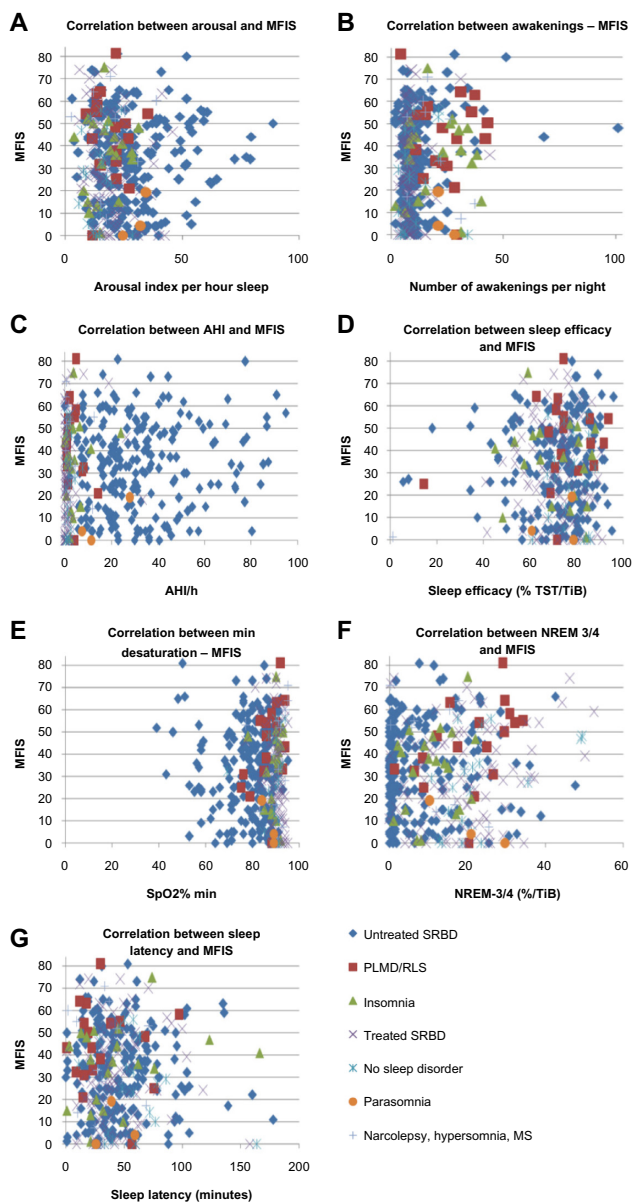 A
Correlation between arousal and MFIS
MFIS
80
70
60
50
40
30
20
10
0
0 50 100
Arousal index per hour sleep
B
Correlation between awakenings – MFIS
MFIS
80
70
60
50
40
30
20
10
0
0 50 100
Number of awakenings per night
C
Correlation between AHI and MFIS
MFIS
80
70
60
50
40
30
20
10
0
0 20 40 60 80 100
AHI/h
D
Correlation between sleep efficacy
and MFIS
MFIS
80
70
60
50
40
30
20
10
0
0 20 40 60 80 100
Sleep efficacy (% TST/TiB)
E
Correlation between min
desaturation – MFIS
MFIS
80
70
60
50
40
30
20
10
0
0 20 40 60 80 100
SpO2% min
F
Correlation between NREM 3/4
and MFIS
MFIS
80
70
60
50
40
30
20
10
0
0 20 40 60
NREM-3/4 (%/TiB)
G
Correlation between sleep
latency and MFIS
MFIS
80
70
60
50
40
30
20
10
0
0 50 100 150 200
Sleep latency (minutes)
Untreated SRBD
PLMD/RLS
Insomnia
Treated SRBD
No sleep disorder
Parasomnia
Narcolepsy, hypersomnia, MS